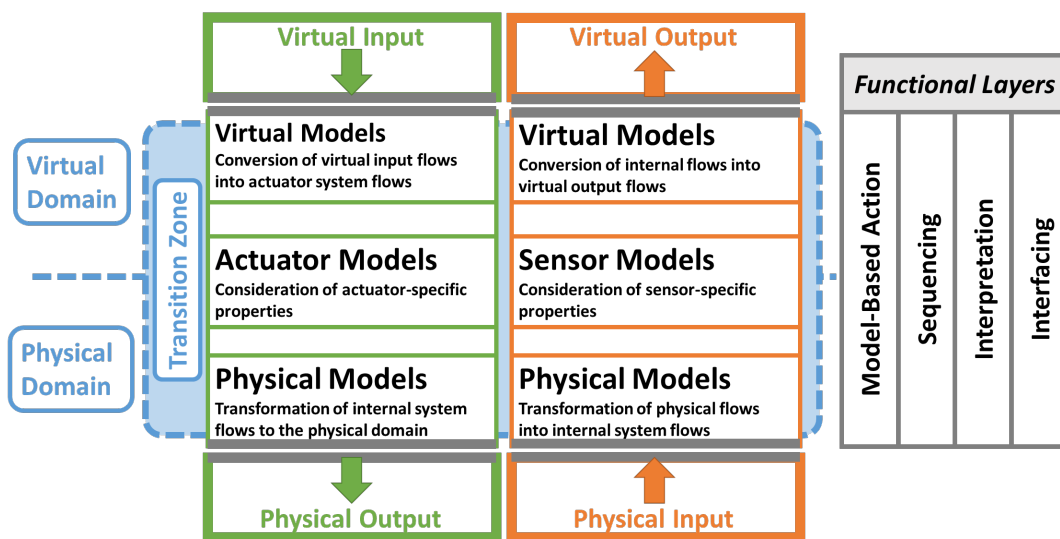 Virtual Input
Virtual Output
Functional Layers
Virtual
Domain
Physical
Domain
Transition Zone
Virtual Models
Conversion of virtual input flows
into actuator system flows
Actuator Models
Consideration of actuator-specific
properties
Physical Models
Transformation of internal system
flows to the physical domain
Virtual Models
Conversion of internal flows into
virtual output flows
Sensor Models
Consideration of sensor-specific
properties
Physical Models
Transformation of physical flows
into internal system flows
Model-Based Action
Sequencing
Interpretation
Interfacing
Physical Output
Physical Input